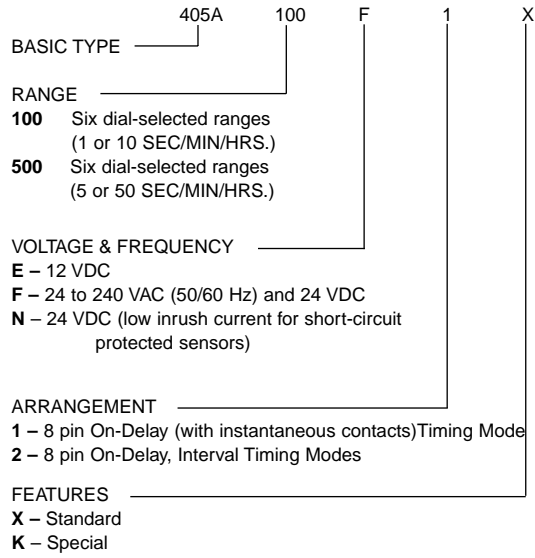 405A 100 F 1 X
BASIC TYPE
RANGE
100 Six dial-selected ranges
(1 or 10 SEC/MIN/HRS.)
500 Six dial-selected ranges
(5 or 50 SEC/MIN/HRS.)
VOLTAGE & FREQUENCY
E – 12 VDC
F – 24 to 240 VAC (50/60 Hz) and 24 VDC
N – 24 VDC (low inrush current for short-circuit
protected sensors)
ARRANGEMENT
1 – 8 pin On-Delay (with instantaneous contacts)Timing Mode
2 – 8 pin On-Delay, Interval Timing Modes
FEATURES
X – Standard
K – Special